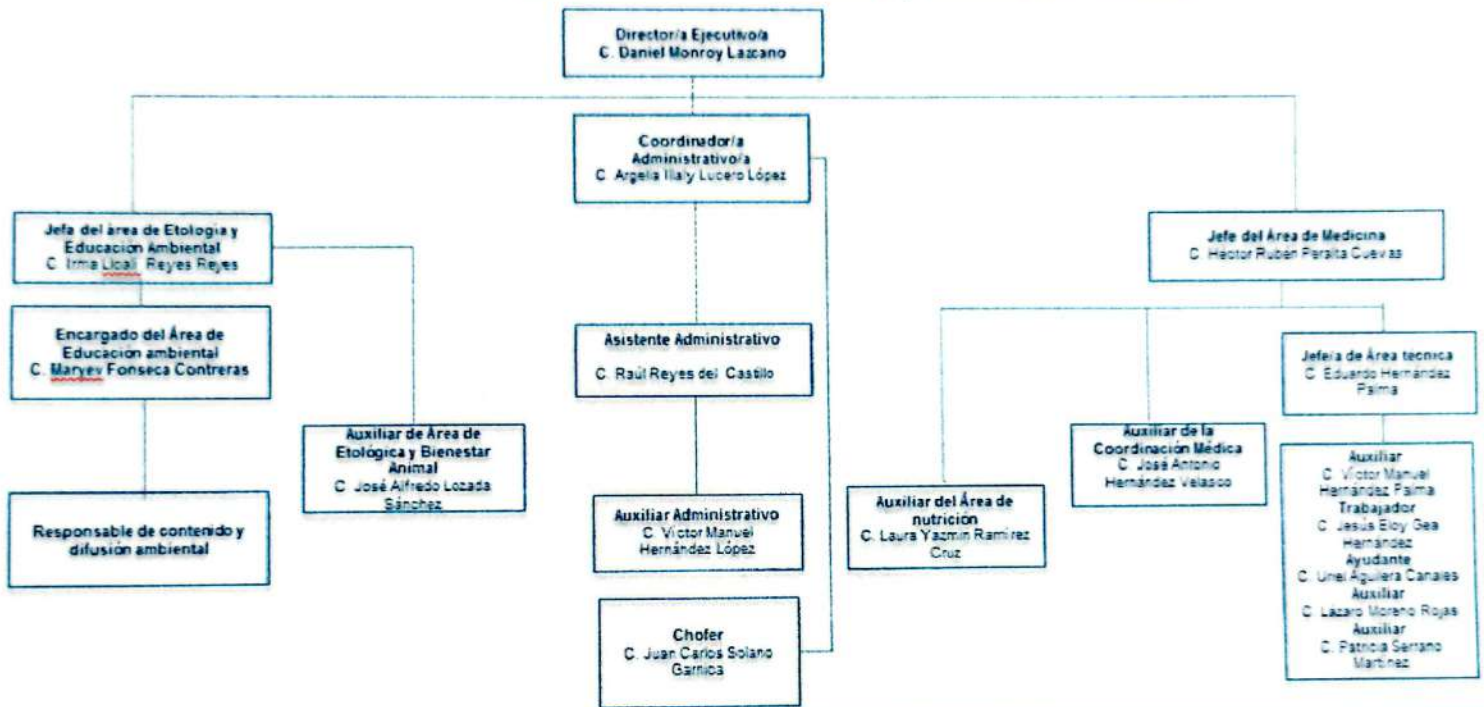 Director/a Ejecutivo/a
C. Daniel Monroy Lazcano
Coordinador/a
Administrativo/a
C. Argelia Illaly Lucero López
Jefa del área de Etología y
Educación Ambiental
C. Irma Licali Reyes Reyes
Jefe del Área de Medicina
C. Héctor Rubén Peralta Cuevas
Encargado del Área de
Educación ambiental
C. Maryev Fonseca Contreras
Asistente Administrativo
C. Raúl Reyes del Castillo
Jefe/a de Área técnica
C. Eduardo Hernández
Palma
Auxiliar de Área de
Etológica y Bienestar
Animal
C. José Alfredo Lozada
Sánchez
Auxiliar de la
Coordinación Médica
C. José Antonio
Hernández Velasco
Responsable de contenido y
difusión ambiental
Auxiliar Administrativo
C. Víctor Manuel
Hernández López
Auxiliar del Área de
nutrición
C. Laura Yazmin Ramírez
Cruz
Auxiliar
C. Víctor Manuel
Hernández Palma
Trabajador
C. Jesús Eloy Gea
Hernández
Ayudante
C. Uriel Aguilera Canales
Auxiliar
C. Lázaro Moreno Rojas
Auxiliar
C. Patricia Serrano
Martínez
Chofer
C. Juan Carlos Solano
Garnica